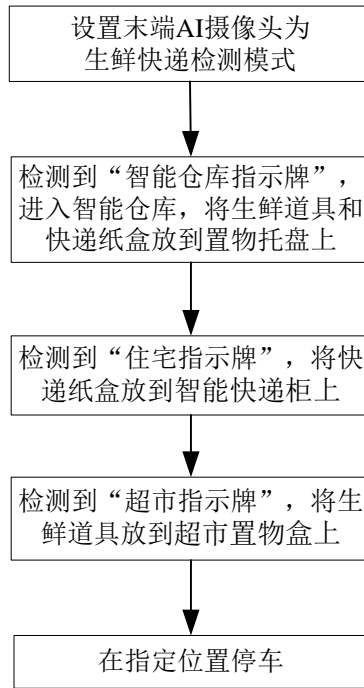 设置末端AI摄像头为
生鲜快递检测模式
检测到“智能仓库指示牌”，
进入智能仓库，将生鲜道具和
快递纸盒放到置物托盘上
检测到“住宅指示牌”，将快
递纸盒放到智能快递柜上
检测到“超市指示牌”，将生
鲜道具放到超市置物盒上
在指定位置停车